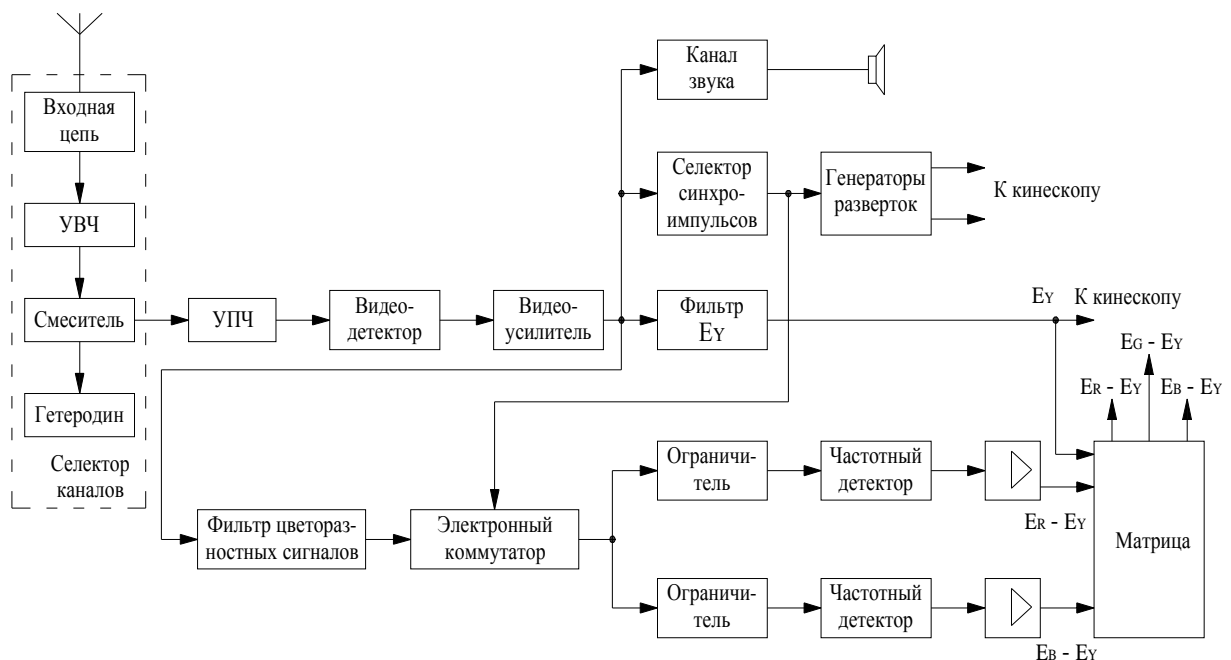 Входная
цепь
УВЧ
Смеситель
Гетеродин
Селектор
каналов
УПЧ
Видео-
детектор
Видео-
усилитель
Канал
звука
Селектор
синхро-
импульсов
Генераторы
разверток
К кинескопу
Фильтр
EY
EY
К кинескопу
EG - EY
ER - EY
EB - EY
Фильтр цветораз-
ностных сигналов
Электронный
коммутатор
Ограничи-
тель
Частотный
детектор
ER - EY
Матрица
Ограничи-
тель
Частотный
детектор
EB - EY